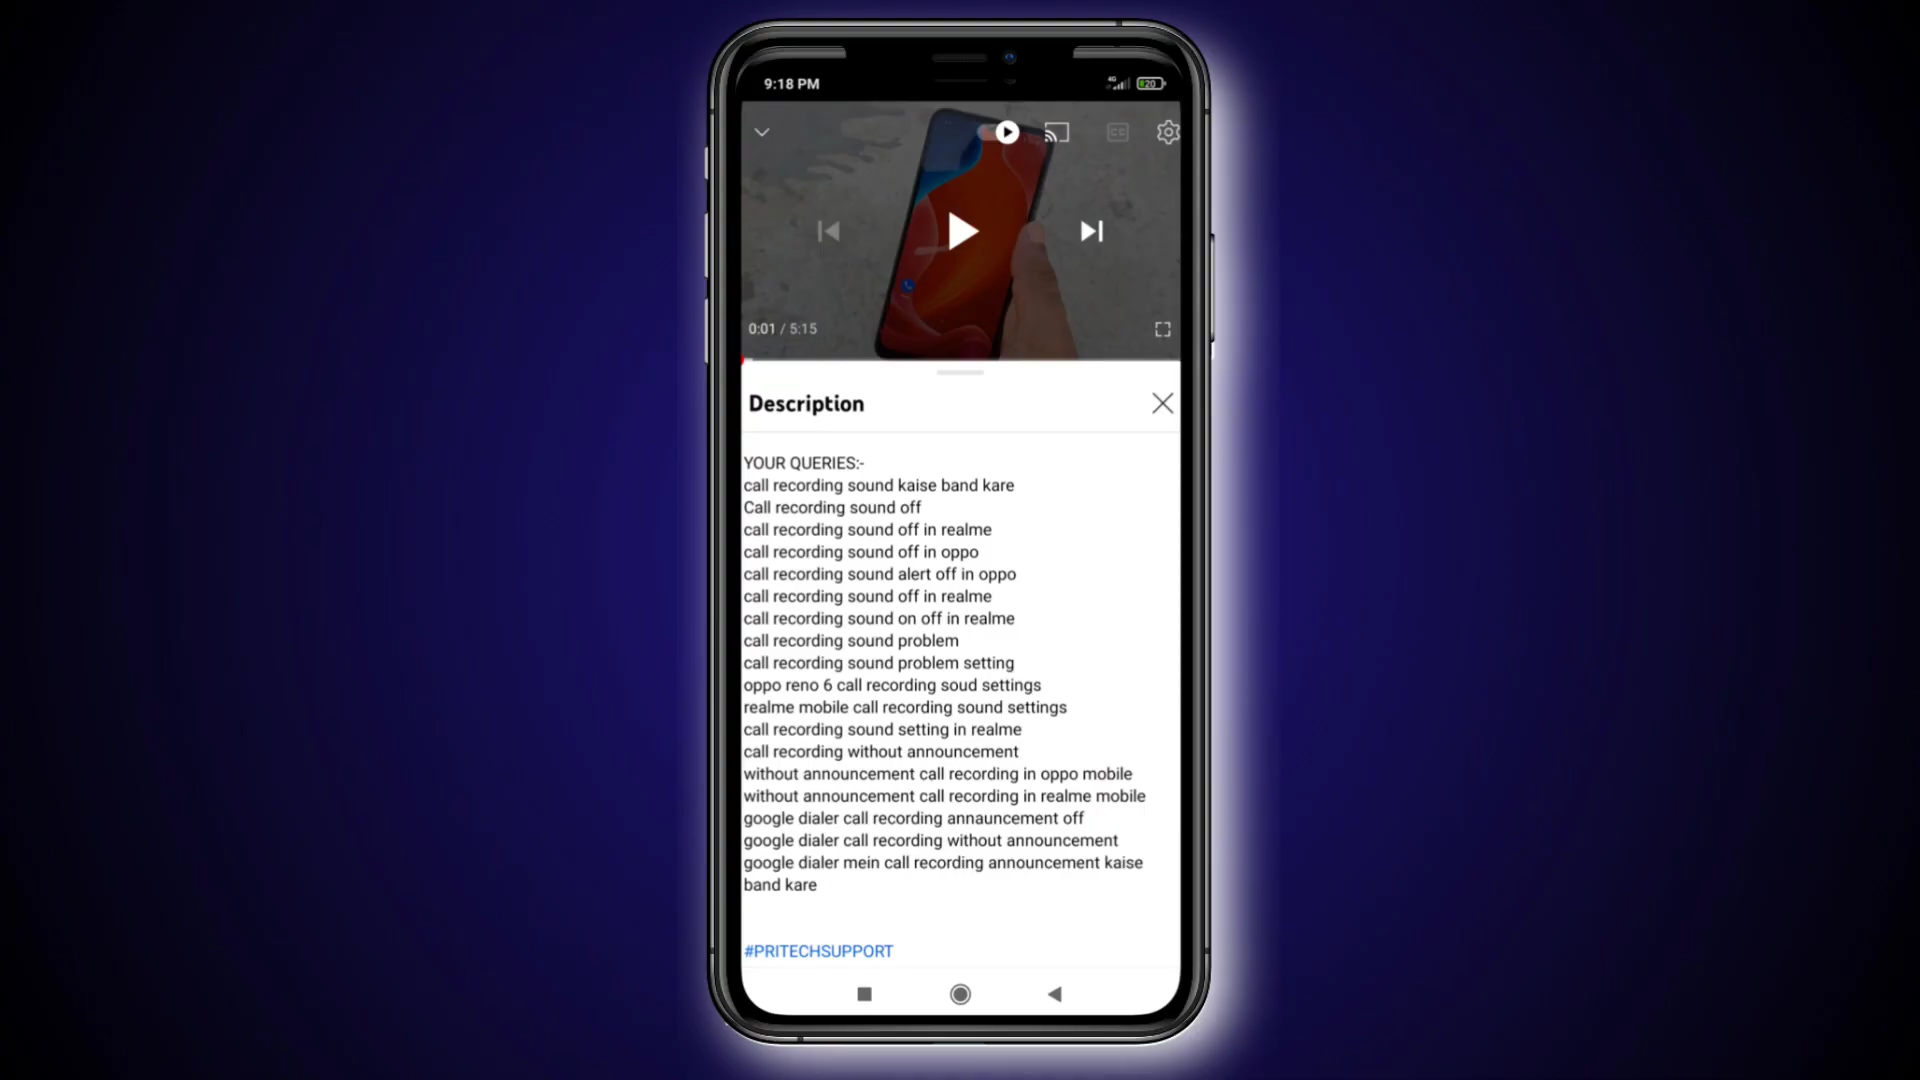 9:18 PM
4G
20
CC
0:01 / 5:15
Description
YOUR QUERIES:-
call recording sound kaise band kare
Call recording sound off
call recording sound off in realme
call recording sound off in oppo
call recording sound alert off in oppo
call recording sound off in realme
call recording sound on off in realme
call recording sound problem
call recording sound problem setting
oppo reno 6 call recording soud settings
realme mobile call recording sound settings
call recording sound setting in realme
call recording without announcement
without announcement call recording in oppo mobile
without announcement call recording in realme mobile
google dialer call recording annauncement off
google dialer call recording without announcement
google dialer mein call recording announcement kaise
band kare
#PRITECHSUPPORT